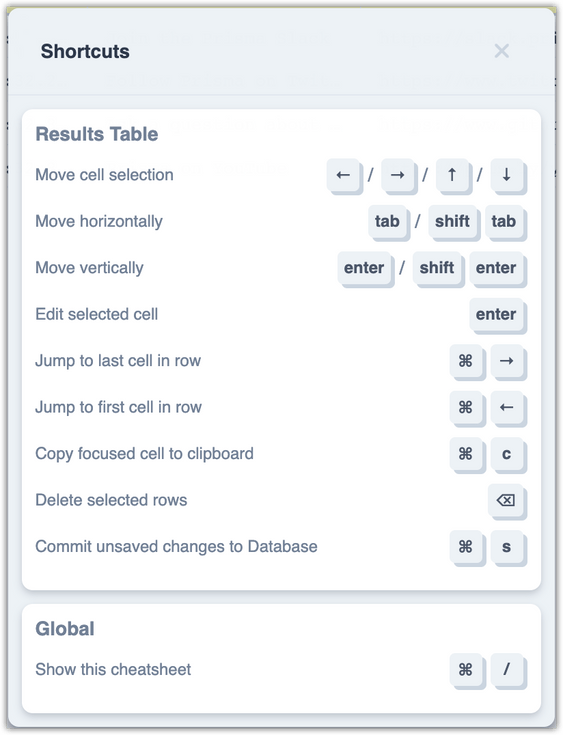 Shortcuts ×
Results Table
Move cell selection ← / → / ↑ / ↓
Move horizontally tab / shift tab
Move vertically enter / shift enter
Edit selected cell enter
Jump to last cell in row ⌘ →
Jump to first cell in row ⌘ ←
Copy focused cell to clipboard ⌘ c
Delete selected rows ⌫
Commit unsaved changes to Database ⌘ s
Global
Show this cheatsheet ⌘ /